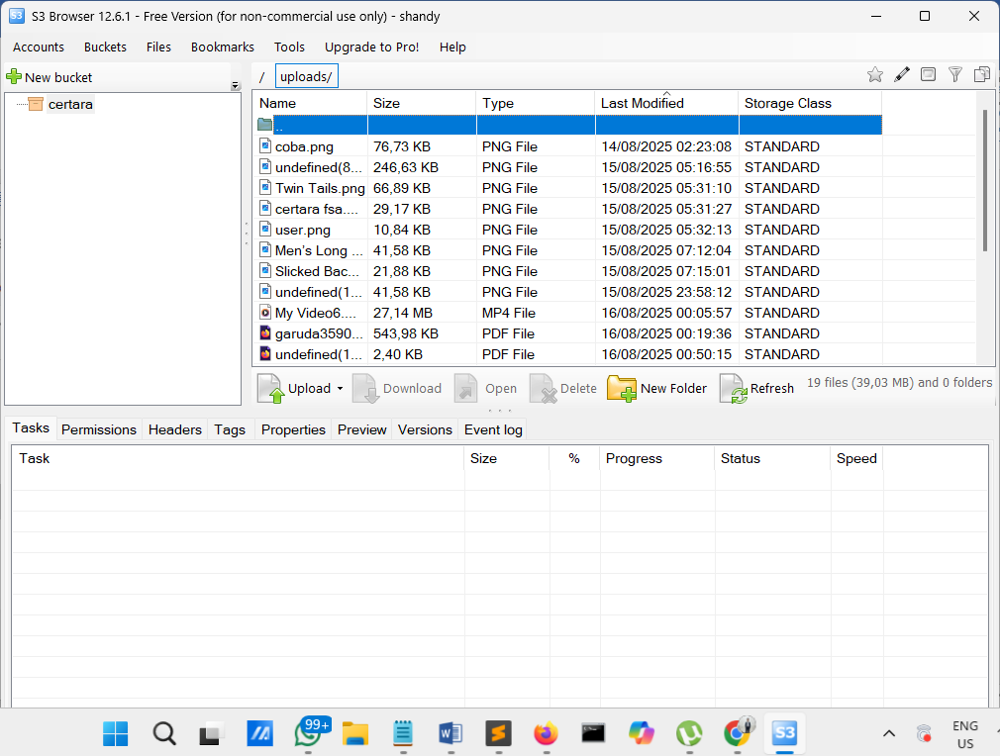 S3 Browser 12.6.1 - Free Version (for non-commercial use only) - shandy
Accounts Buckets Files Bookmarks Tools Upgrade to Pro! Help
New bucket
/ uploads/
certara
Name Size Type Last Modified Storage Class
..
coba.png 76,73 KB PNG File 14/08/2025 02:23:08 STANDARD
undefined(8... 246,63 KB PNG File 15/08/2025 05:16:55 STANDARD
Twin Tails.png 66,89 KB PNG File 15/08/2025 05:31:10 STANDARD
certara fsa.... 29,17 KB PNG File 15/08/2025 05:31:27 STANDARD
user.png 10,84 KB PNG File 15/08/2025 05:32:13 STANDARD
Men's Long ... 41,58 KB PNG File 15/08/2025 07:12:04 STANDARD
Slicked Bac... 21,88 KB PNG File 15/08/2025 07:15:01 STANDARD
undefined(1... 41,58 KB PNG File 15/08/2025 23:58:12 STANDARD
My Video6.... 27,14 MB MP4 File 16/08/2025 00:05:57 STANDARD
garuda3590... 543,98 KB PDF File 16/08/2025 00:19:36 STANDARD
undefined(1... 2,40 KB PDF File 16/08/2025 00:50:15 STANDARD
Upload Download Open Delete New Folder Refresh 19 files (39,03 MB) and 0 folders
Tasks Permissions Headers Tags Properties Preview Versions Event log
Task Size % Progress Status Speed
99+
S3
ENG
US